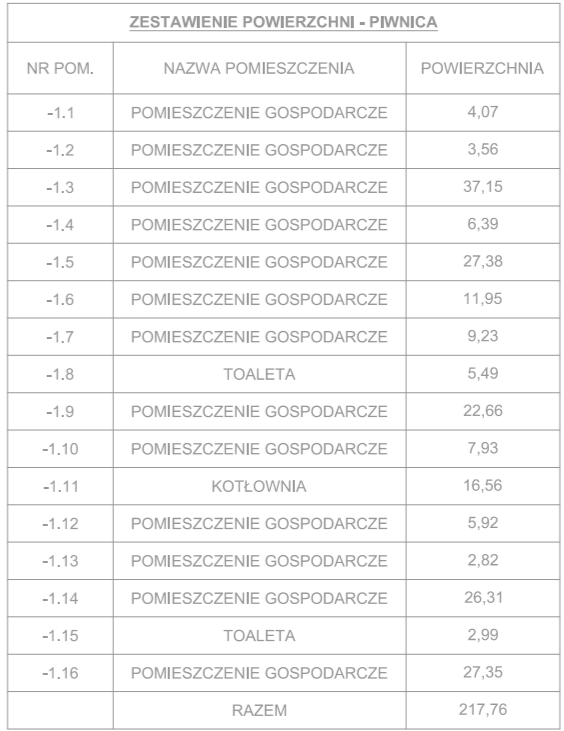 ZESTAWIENIE POWIERZCHNI - PIWNICA
NR POM. NAZWA POMIESZCZENIA POWIERZCHNIA
-1.1 POMIESZCZENIE GOSPODARCZE 4,07
-1.2 POMIESZCZENIE GOSPODARCZE 3,56
-1.3 POMIESZCZENIE GOSPODARCZE 37,15
-1.4 POMIESZCZENIE GOSPODARCZE 6,39
-1.5 POMIESZCZENIE GOSPODARCZE 27,38
-1.6 POMIESZCZENIE GOSPODARCZE 11,95
-1.7 POMIESZCZENIE GOSPODARCZE 9,23
-1.8 TOALETA 5,49
-1.9 POMIESZCZENIE GOSPODARCZE 22,66
-1.10 POMIESZCZENIE GOSPODARCZE 7,93
-1.11 KOTŁOWNIA 16,56
-1.12 POMIESZCZENIE GOSPODARCZE 5,92
-1.13 POMIESZCZENIE GOSPODARCZE 2,82
-1.14 POMIESZCZENIE GOSPODARCZE 26,31
-1.15 TOALETA 2,99
-1.16 POMIESZCZENIE GOSPODARCZE 27,35
RAZEM 217,76